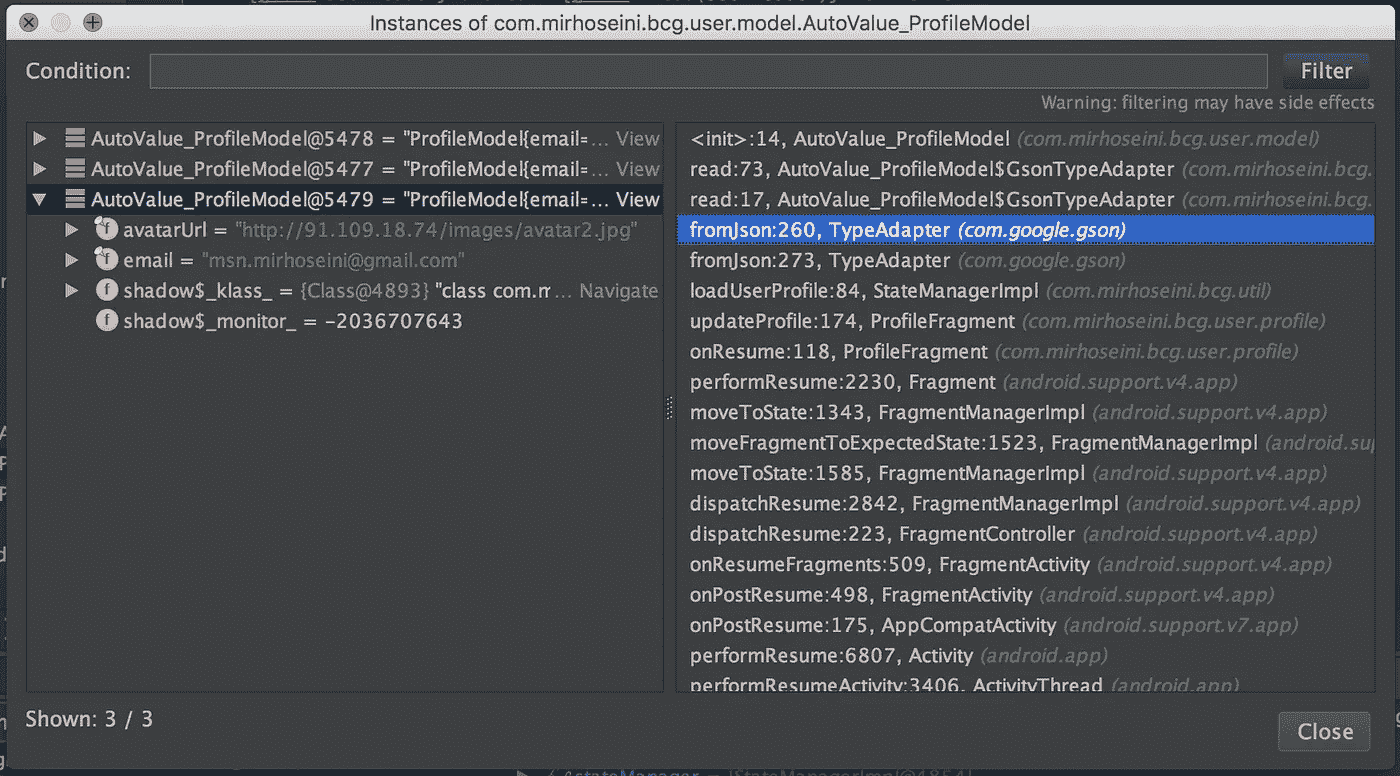 Instances of com.mirhoseini.bcg.user.model.AutoValue_ProfileModel
Condition:
Filter
Warning: filtering may have side effects
AutoValue_ProfileModel@5478 = "ProfileModel{email=... View
AutoValue_ProfileModel@5477 = "ProfileModel{email=... View
AutoValue_ProfileModel@5479 = "ProfileModel{email=... View
avatarUrl = "http://91.109.18.74/images/avatar2.jpg"
email = "msn.mirhoseini@gmail.com"
shadow$_klass_ = {Class@4893} "class com.m... Navigate
shadow$_monitor_ = -2036707643
<init>:14, AutoValue_ProfileModel (com.mirhoseini.bcg.user.model)
read:73, AutoValue_ProfileModel$GsonTypeAdapter (com.mirhoseini.bcg.
read:17, AutoValue_ProfileModel$GsonTypeAdapter (com.mirhoseini.bcg.
fromJson:260, TypeAdapter (com.google.gson)
fromJson:273, TypeAdapter (com.google.gson)
loadUserProfile:84, StateManagerImpl (com.mirhoseini.bcg.util)
updateProfile:174, ProfileFragment (com.mirhoseini.bcg.user.profile)
onResume:118, ProfileFragment (com.mirhoseini.bcg.user.profile)
performResume:2230, Fragment (android.support.v4.app)
moveToState:1343, FragmentManagerImpl (android.support.v4.app)
moveFragmentToExpectedState:1523, FragmentManagerImpl (android.sup
moveToState:1585, FragmentManagerImpl (android.support.v4.app)
dispatchResume:2842, FragmentManagerImpl (android.support.v4.app)
dispatchResume:223, FragmentController (android.support.v4.app)
onResumeFragments:509, FragmentActivity (android.support.v4.app)
onPostResume:498, FragmentActivity (android.support.v4.app)
onPostResume:175, AppCompatActivity (android.support.v7.app)
performResume:6807, Activity (android.app)
performResumeActivity:3406, ActivityThread (android.app)
Shown: 3 / 3
Close